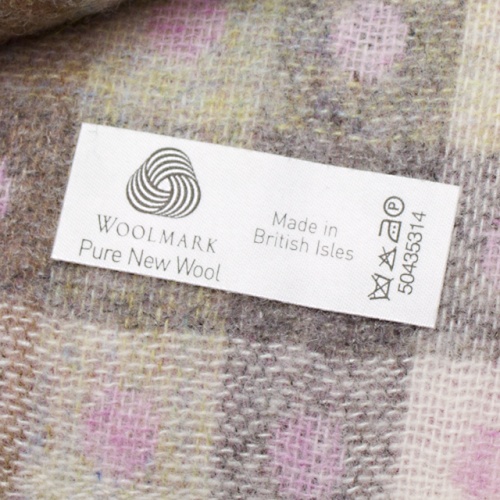 WOOLMARK
Pure New Wool
Made in
British Isles
P
50435314